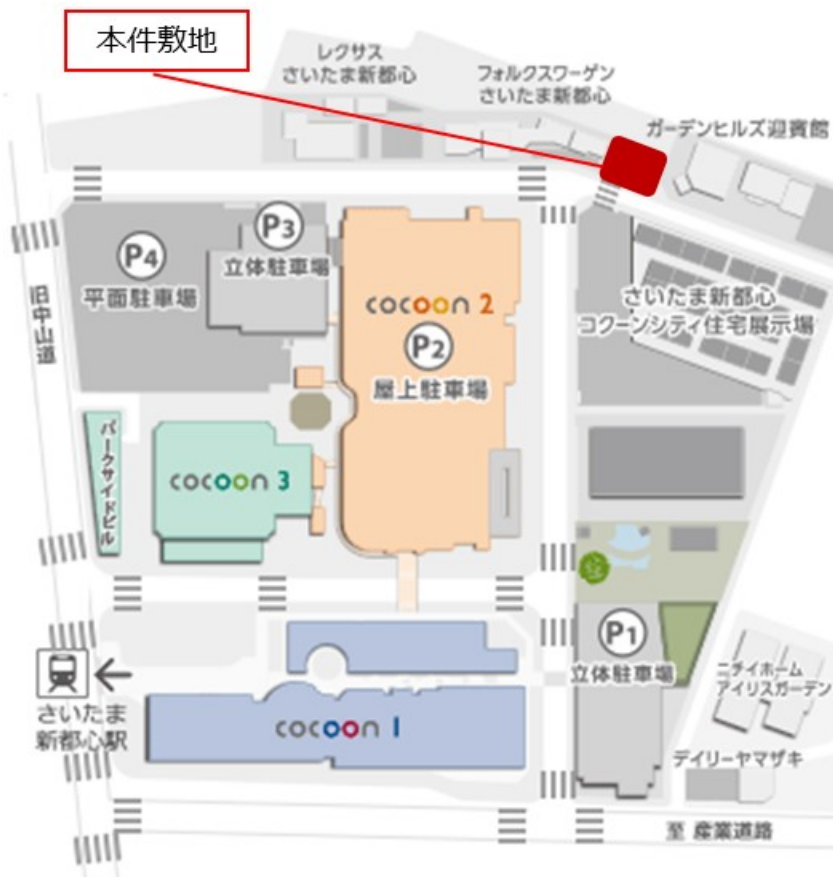 本件敷地
レクサス
さいたま新都心
フォルクスワーゲン
さいたま新都心
ガーデンヒルズ迎賓館
P3
立体駐車場
P4
平面駐車場
旧中山道
cocoon 2
P2
屋上駐車場
さいたま新都心
コクーンシティ住宅展示場
パークサイドビル
cocoon 3
P1
立体駐車場
ニチイホーム
アイリスガーデン
さいたま
新都心駅
cocoon 1
デイリーヤマザキ
至 産業道路